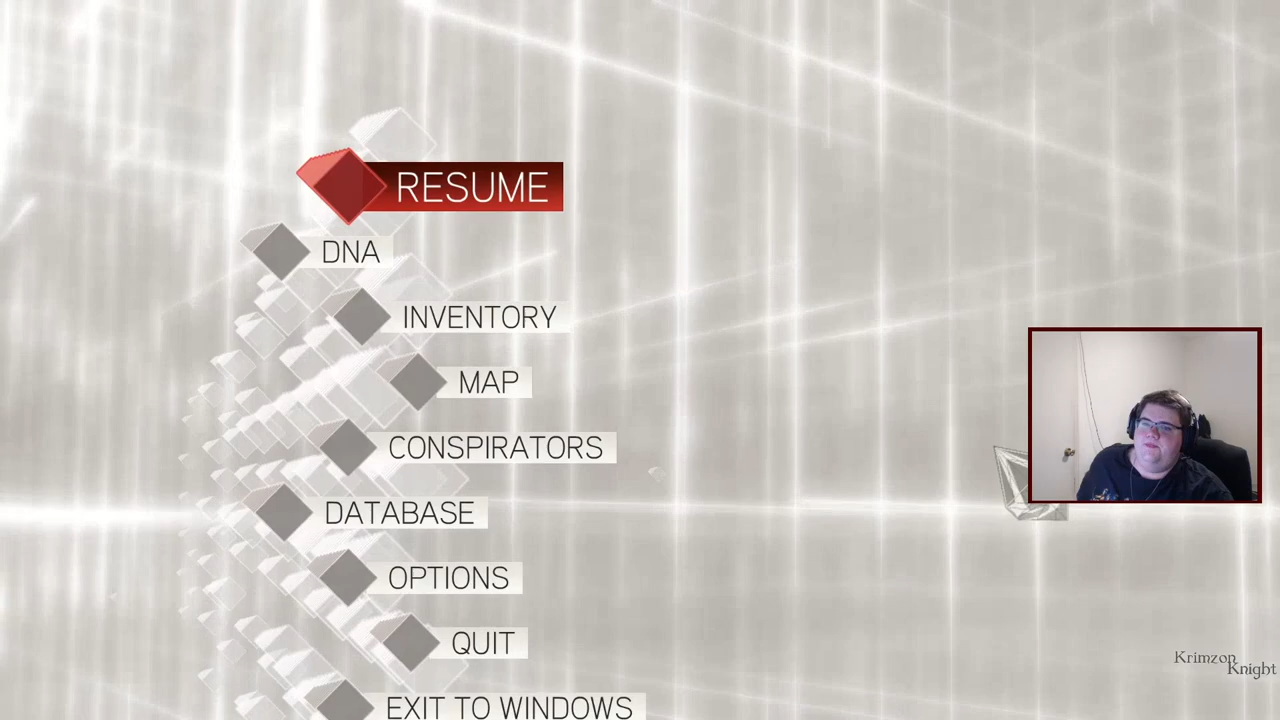 RESUME
DNA
INVENTORY
MAP
CONSPIRATORS
DATABASE
OPTIONS
QUIT
EXIT TO WINDOWS
Krimzon
Knight